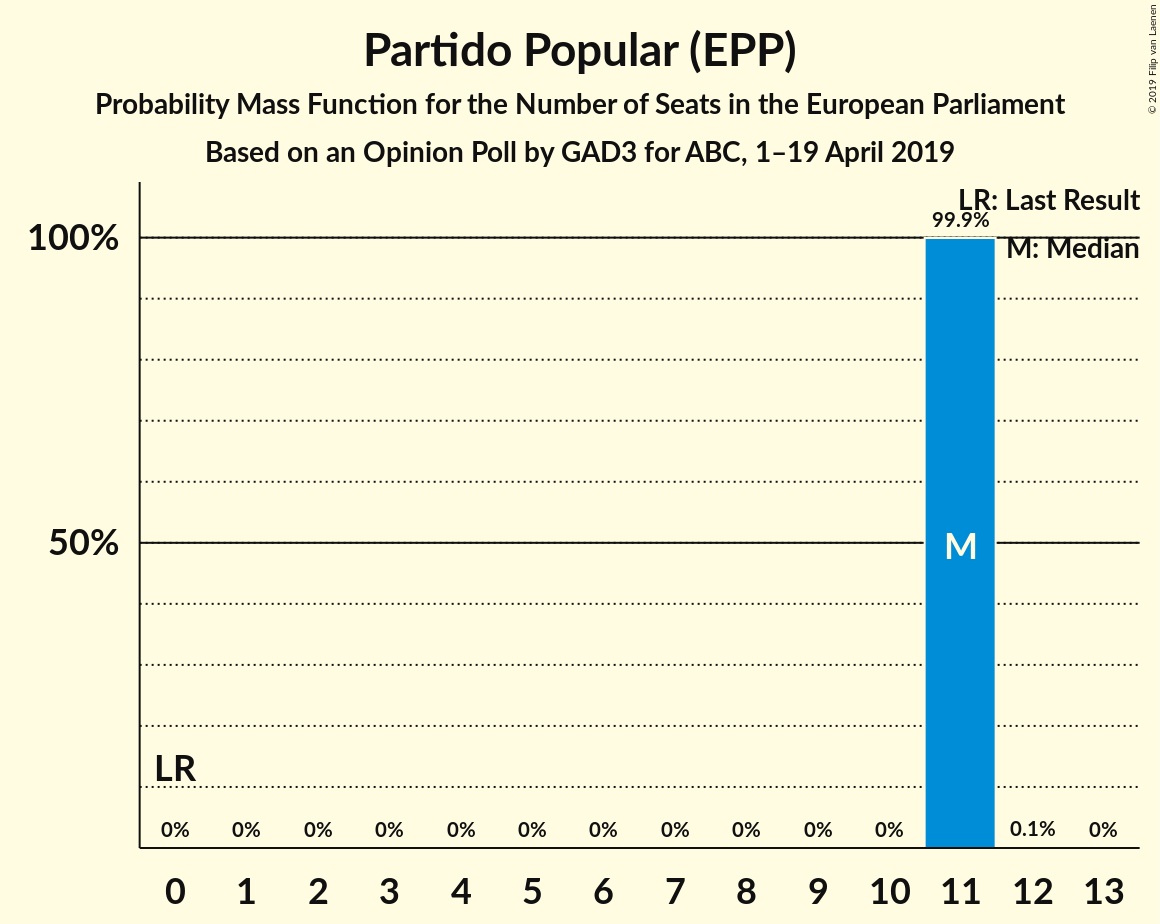 Partido Popular (EPP)
Probability Mass Function for the Number of Seats in the European Parliament
Based on an Opinion Poll by GAD3 for ABC, 1–19 April 2019
© 2019 Filip van Laenen
LR: Last Result
99.9%
100%
M: Median
50%
M
LR
0% 0% 0% 0% 0% 0% 0% 0% 0% 0% 0% 0.1% 0%
0 1 2 3 4 5 6 7 8 9 10 11 12 13